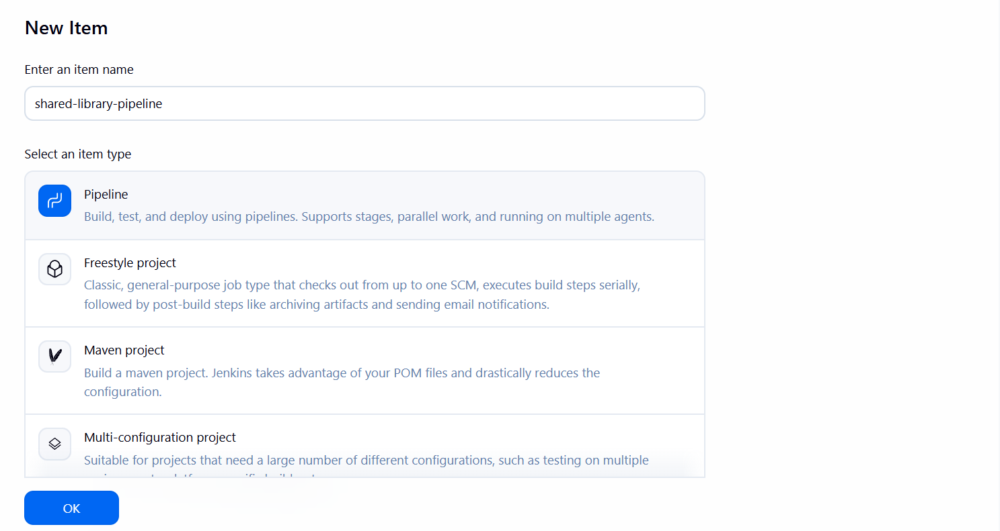 New Item
Enter an item name
shared-library-pipeline
Select an item type
Pipeline
Build, test, and deploy using pipelines. Supports stages, parallel work, and running on multiple agents.
Freestyle project
Classic, general-purpose job type that checks out from up to one SCM, executes build steps serially,
followed by post-build steps like archiving artifacts and sending email notifications.
Maven project
Build a maven project. Jenkins takes advantage of your POM files and drastically reduces the
configuration.
Multi-configuration project
Suitable for projects that need a large number of different configurations, such as testing on multiple
OK